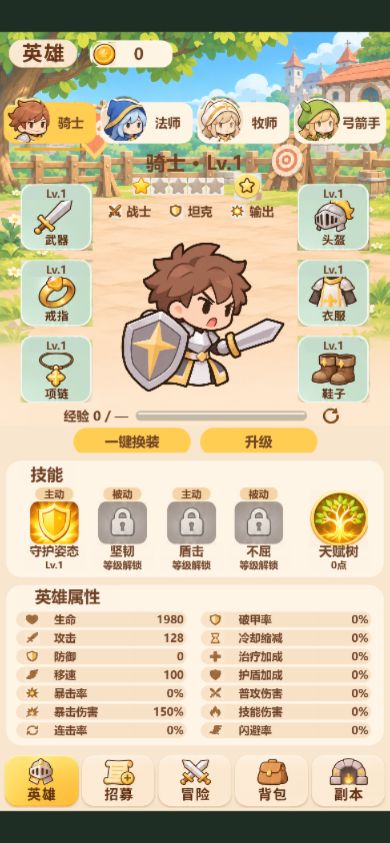 英雄 0
骑士 法师 牧师 弓箭手
骑士·Lv.1
Lv.1 Lv.1
战士 坦克 输出
武器 头盔
Lv.1 Lv.1
戒指 衣服
Lv.1 Lv.1
项链 鞋子
经验 0 / —
一键换装 升级
技能
主动 被动 主动 被动
守护姿态 坚韧 盾击 不屈 天赋树
Lv.1 等级解锁 等级解锁 等级解锁 0点
英雄属性
生命 1980 破甲率 0%
攻击 128 冷却缩减 0%
防御 0 治疗加成 0%
移速 100 护盾加成 0%
暴击率 0% 普攻伤害 0%
暴击伤害 150% 技能伤害 0%
连击率 0% 闪避率 0%
英雄 招募 冒险 背包 副本